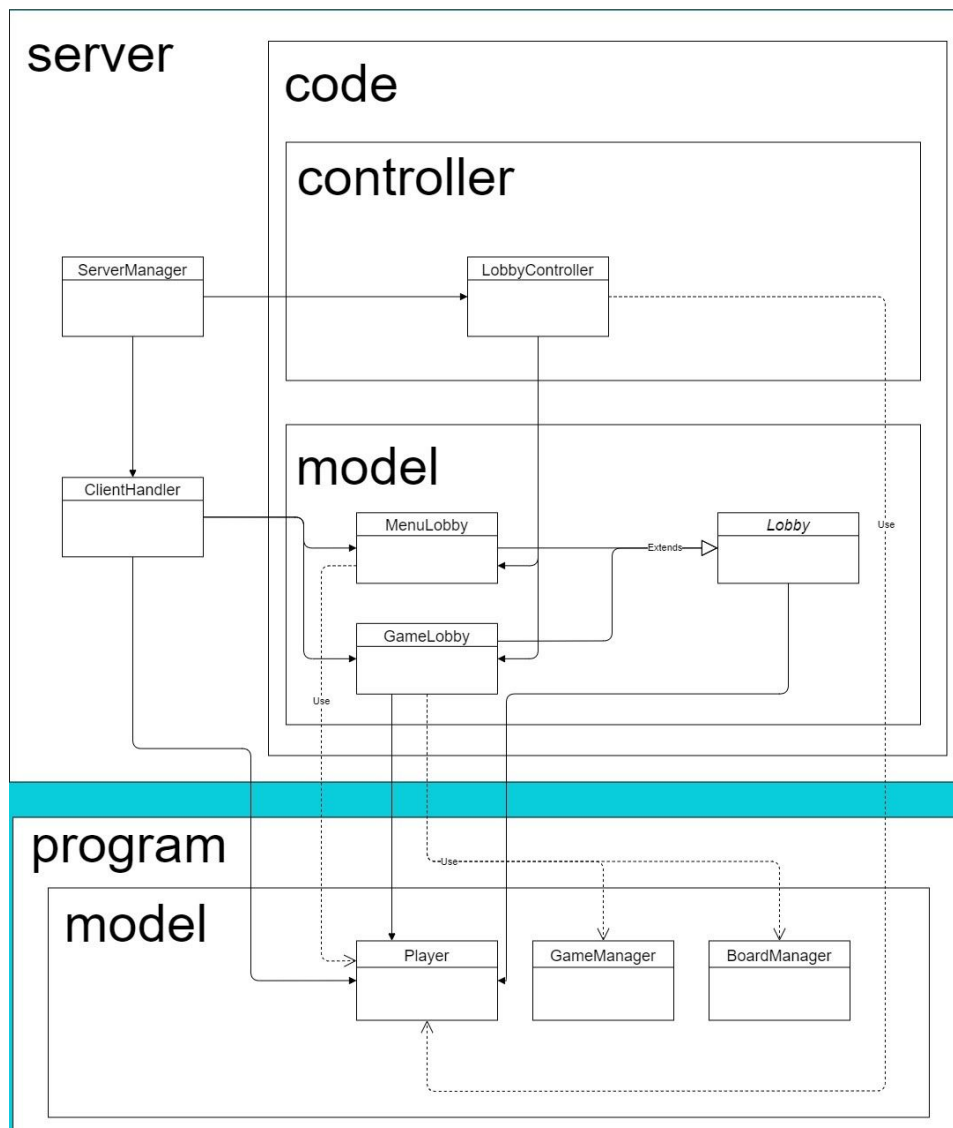 server
code
controller
ServerManager
LobbyController
model
ClientHandler
MenuLobby
Lobby
Use
Extends
GameLobby
Use
program
Use
model
Player
GameManager
BoardManager